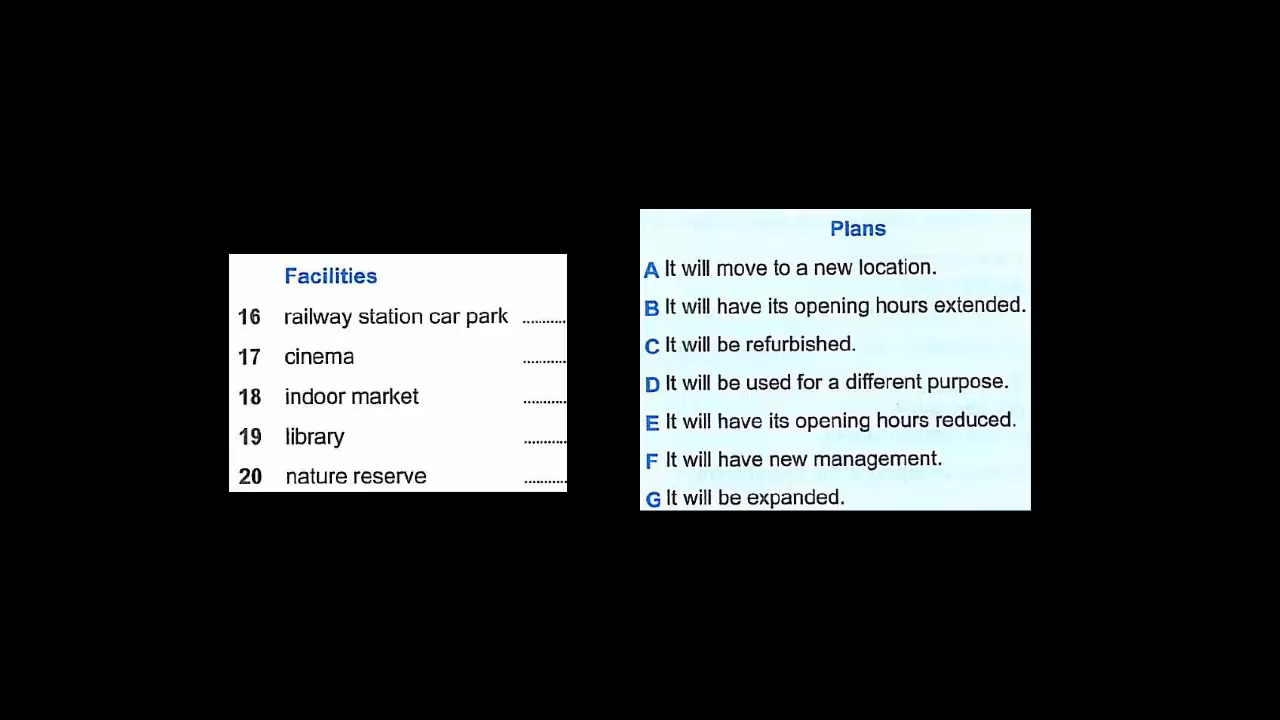 Facilities
16 railway station car park ...........
17 cinema ...........
18 indoor market ...........
19 library ...........
20 nature reserve ...........
Plans
A It will move to a new location.
B It will have its opening hours extended.
C It will be refurbished.
D It will be used for a different purpose.
E It will have its opening hours reduced.
F It will have new management.
G It will be expanded.